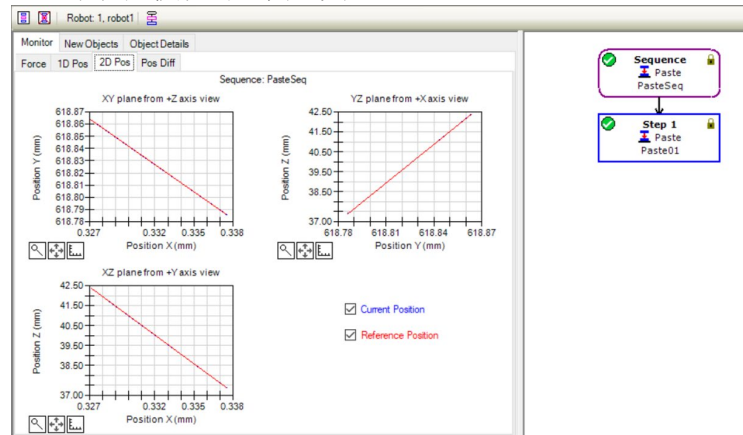 Robot: 1, robot1
Monitor New Objects Object Details
Force 1D Pos 2D Pos Pos Diff
Sequence: PasteSeq
XY plane from +Z axis view
Position Y (mm)
618.87
618.86
618.85
618.84
618.83
618.82
618.81
618.80
618.79
618.78
0.327 0.332 0.335 0.338
Position X (mm)
YZ plane from +X axis view
Position Z (mm)
42.50
41.50
40.50
39.50
38.50
37.00
618.78 618.81 618.84 618.87
Position Y (mm)
XZ plane from +Y axis view
Position Z (mm)
42.50
41.50
40.50
39.50
38.50
37.00
0.327 0.332 0.335 0.338
Position X (mm)
Current Position
Reference Position
Sequence
Paste
PasteSeq
Step 1
Paste
Paste01